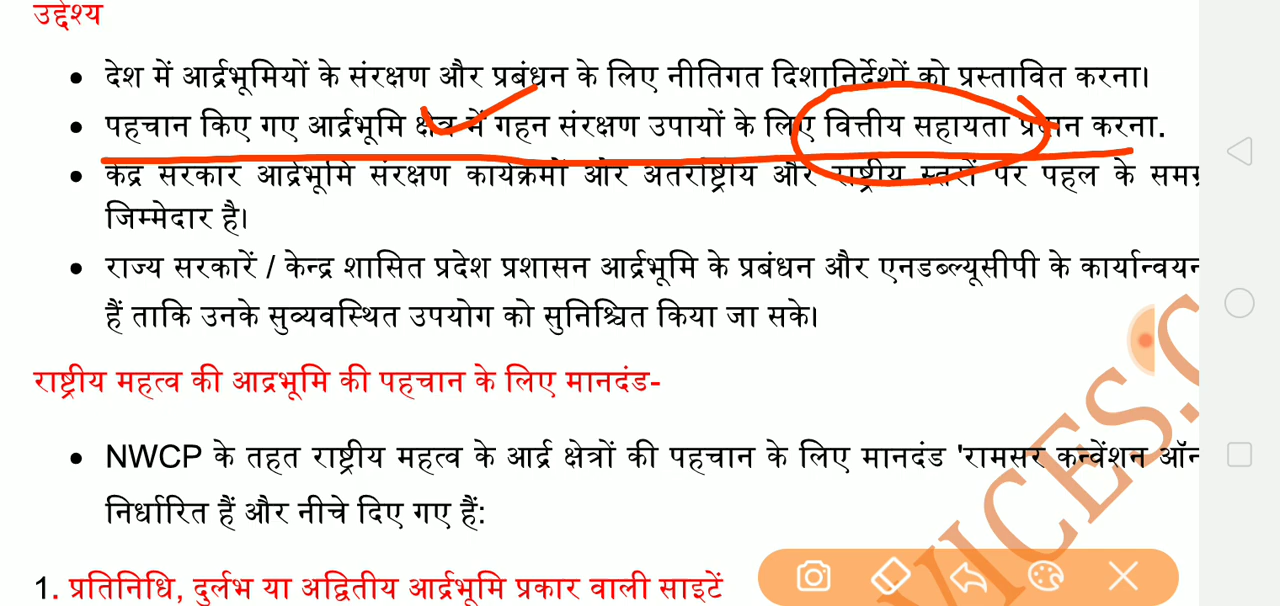 उद्देश्य
• देश में आर्द्रभूमियों के संरक्षण और प्रबंधन के लिए नीतिगत दिशानिर्देशों को प्रस्तावित करना।
• पहचान किए गए आर्द्रभूमि क्षेत्र में गहन संरक्षण उपायों के लिए वित्तीय सहायता प्रदान करना.
• केंद्र सरकार आर्द्रभूमि संरक्षण कार्यक्रमों और अंतर्राष्ट्रीय और राष्ट्रीय स्तरों पर पहल के समग्र
जिम्मेदार है।
• राज्य सरकारें / केन्द्र शासित प्रदेश प्रशासन आर्द्रभूमि के प्रबंधन और एनडब्ल्यूसीपी के कार्यान्वयन
हैं ताकि उनके सुव्यवस्थित उपयोग को सुनिश्चित किया जा सके।
राष्ट्रीय महत्व की आद्रभूमि की पहचान के लिए मानदंड-
• NWCP के तहत राष्ट्रीय महत्व के आर्द्र क्षेत्रों की पहचान के लिए मानदंड 'रामसर कन्वेंशन ऑन
निर्धारित हैं और नीचे दिए गए हैं:
1. प्रतिनिधि, दुर्लभ या अद्वितीय आर्द्रभूमि प्रकार वाली साइटें
VICES.C